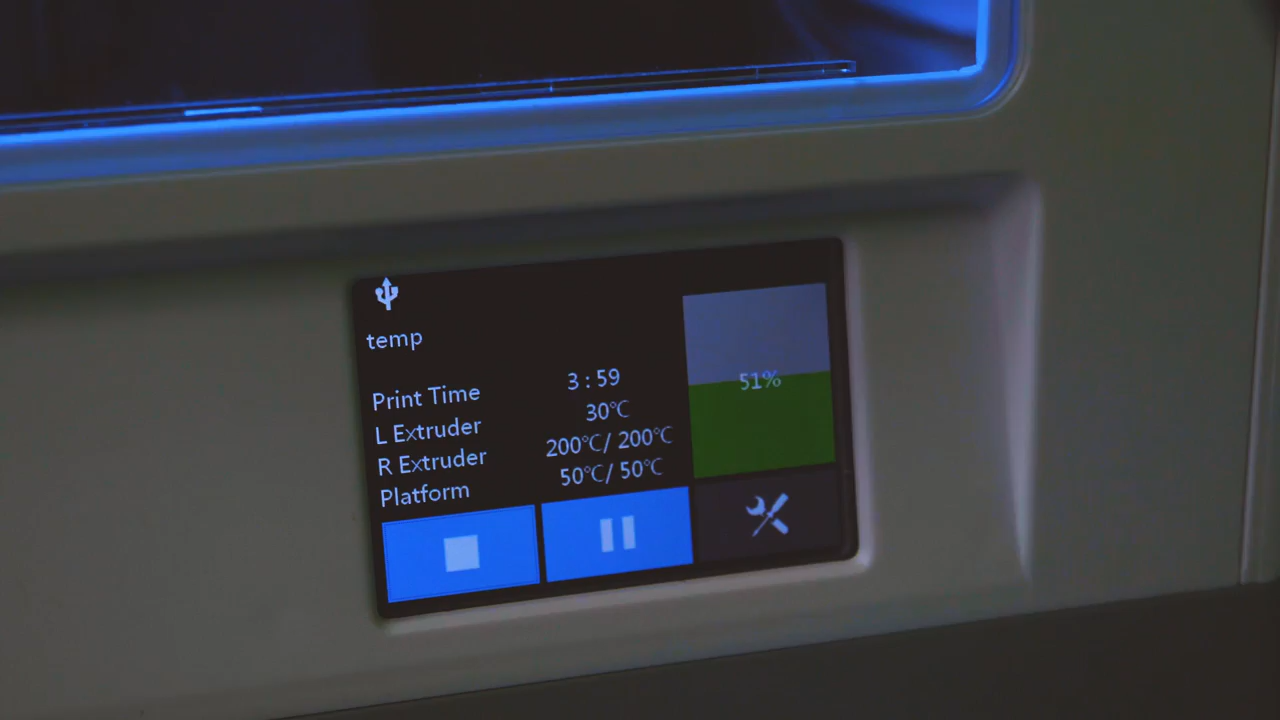 temp
Print Time 3 : 59
L Extruder 30℃
R Extruder 200℃/ 200℃
Platform 50℃/ 50℃
51%